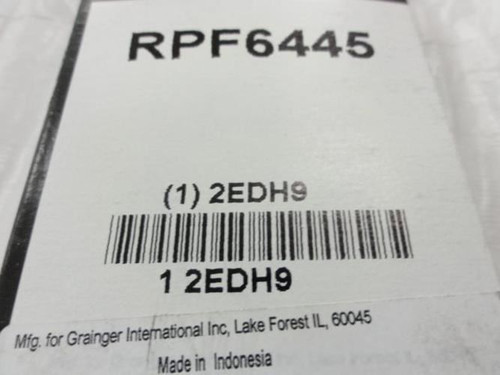 RPF6445
(1) 2EDH9
1 2EDH9
Mfg. for Grainger International Inc, Lake Forest IL, 60045
Made in Indonesia